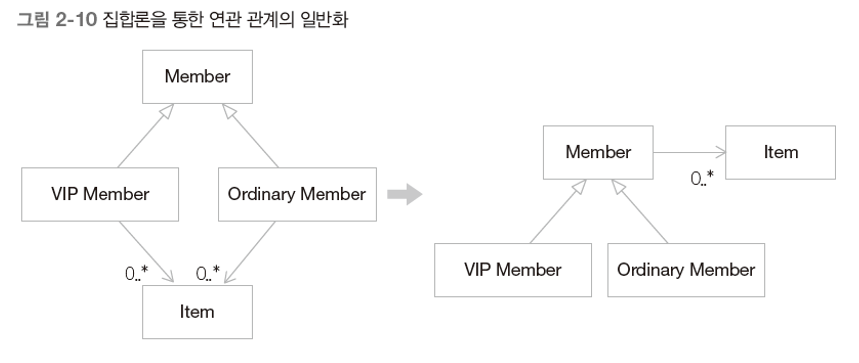 그림 2-10 집합론을 통한 연관 관계의 일반화
Member
VIP Member
Ordinary Member
0..*
0..*
Item
Member
Item
0..*
VIP Member
Ordinary Member